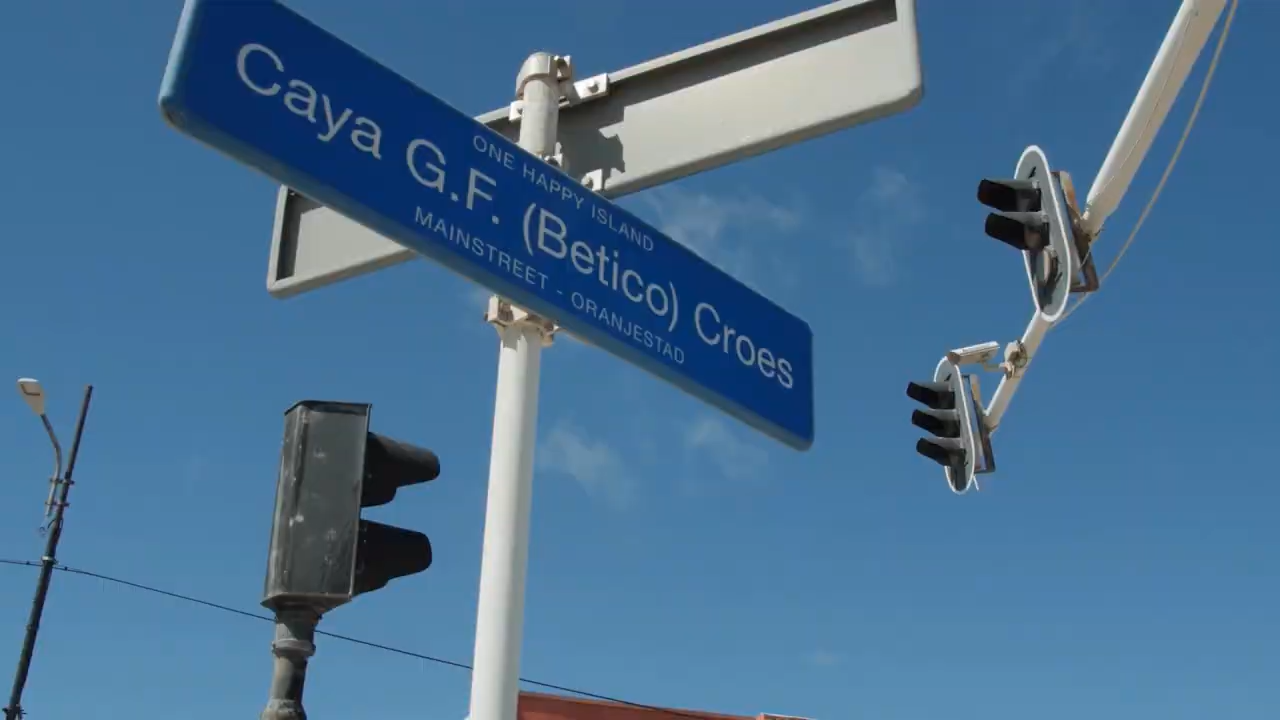 ONE HAPPY ISLAND
Caya G.F. (Betico) Croes
MAINSTREET - ORANJESTAD